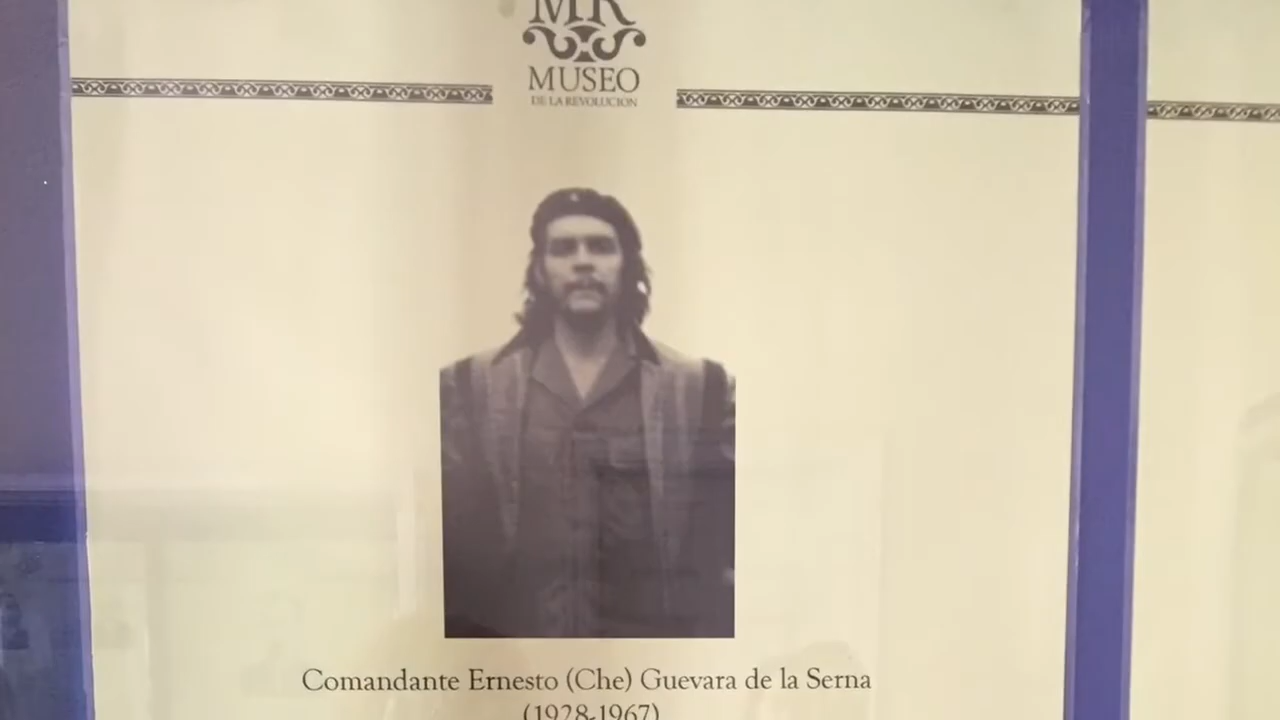 MR
MUSEO
DE LA REVOLUCION
Comandante Ernesto (Che) Guevara de la Serna
(1928-1967)